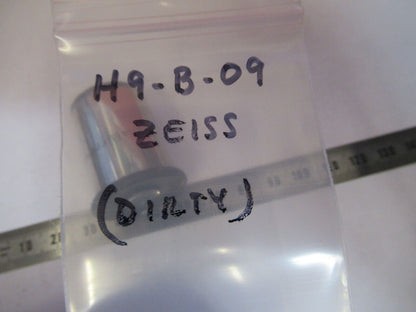 H9-B-09
ZEISS
(DIRTY)